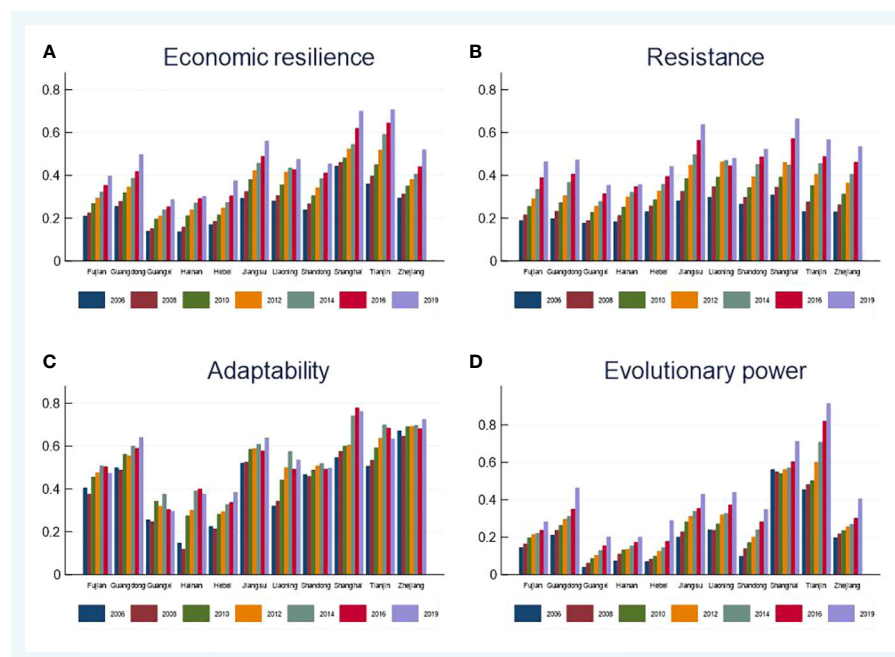 A
Economic resilience
0.8
0.6
0.4
0.2
0
Fujian Guangdong Guangxi Hainan Hebei Jiangsu Liaoning Shandong Shanghai Tianjin Zhejiang
2006 2008 2010 2012 2014 2016 2019
B
Resistance
0.8
0.6
0.4
0.2
0
Fujian Guangdong Guangxi Hainan Hebei Jiangsu Liaoning Shandong Shanghai Tianjin Zhejiang
2006 2008 2010 2012 2014 2016 2019
C
Adaptability
0.8
0.6
0.4
0.2
0
Fujian Guangdong Guangxi Hainan Hebei Jiangsu Liaoning Shandong Shanghai Tianjin Zhejiang
2006 2008 2010 2012 2014 2016 2019
D
Evolutionary power
0.8
0.6
0.4
0.2
0
Fujian Guangdong Guangxi Hainan Hebei Jiangsu Liaoning Shandong Shanghai Tianjin Zhejiang
2006 2008 2010 2012 2014 2016 2019